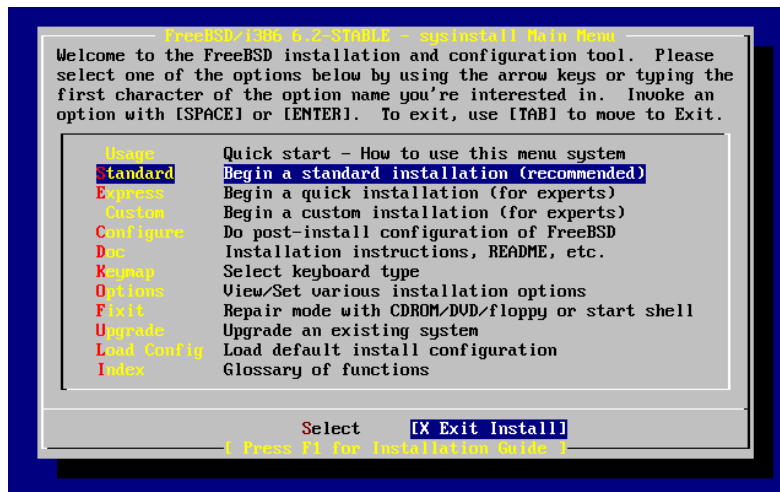 FreeBSD/i386 6.2-STABLE - sysinstall Main Menu
Welcome to the FreeBSD installation and configuration tool.  Please
select one of the options below by using the arrow keys or typing the
first character of the option name you're interested in.  Invoke an
option with [SPACE] or [ENTER].  To exit, use [TAB] to move to Exit.
Usage Quick start - How to use this menu system
Standard Begin a standard installation (recommended)
Express Begin a quick installation (for experts)
Custom Begin a custom installation (for experts)
Configure Do post-install configuration of FreeBSD
Doc Installation instructions, README, etc.
Keymap Select keyboard type
Options View/Set various installation options
Fixit Repair mode with CDROM/DVD/floppy or start shell
Upgrade Upgrade an existing system
Load Config Load default install configuration
Index Glossary of functions
Select [X Exit Install]
[ Press F1 for Installation Guide ]